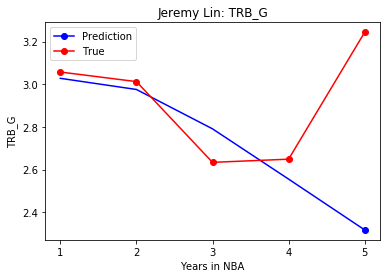 Jeremy Lin: TRB_G
Prediction
True
3.2
3.0
2.8
2.6
2.4
TRB_G
1 2 3 4 5
Years in NBA